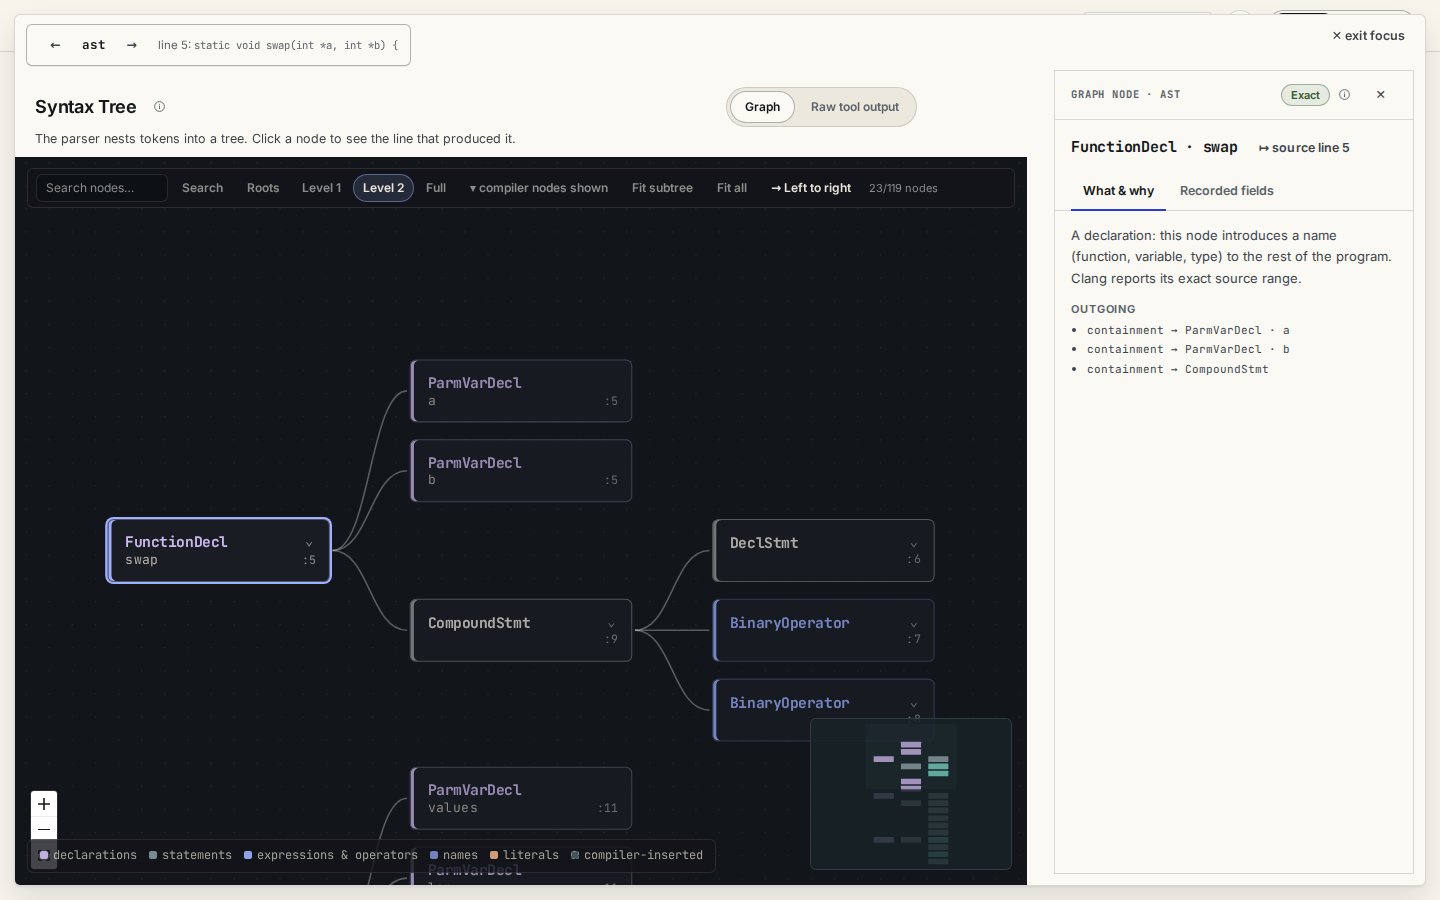 ← ast → line 5: static void swap(int *a, int *b) {
✕ exit focus
Syntax Tree ⓘ
Graph
Raw tool output
The parser nests tokens into a tree. Click a node to see the line that produced it.
Search nodes...
Search
Roots
Level 1
Level 2
Full
▾ compiler nodes shown
Fit subtree
Fit all
→ Left to right
23/119 nodes
ParmVarDecl
a :5
ParmVarDecl
b :5
FunctionDecl
swap :5
DeclStmt
:6
CompoundStmt
:9
BinaryOperator
:7
BinaryOperator
ParmVarDecl
values :11
ParmVarDecl
+
−
declarations
statements
expressions & operators
names
literals
compiler-inserted
GRAPH NODE · AST
Exact ⓘ ✕
FunctionDecl · swap ↦ source line 5
What & why
Recorded fields
A declaration: this node introduces a name
(function, variable, type) to the rest of the program.
Clang reports its exact source range.
OUTGOING
• containment → ParmVarDecl · a
• containment → ParmVarDecl · b
• containment → CompoundStmt